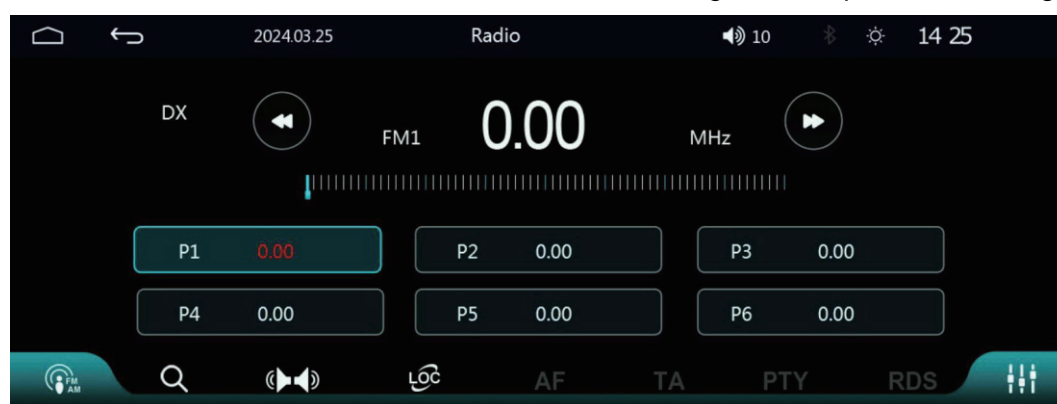 2024.03.25 Radio 10 14 25
DX FM1 0.00 MHz
P1 0.00 P2 0.00 P3 0.00
P4 0.00 P5 0.00 P6 0.00
FM AM LOC AF TA PTY RDS